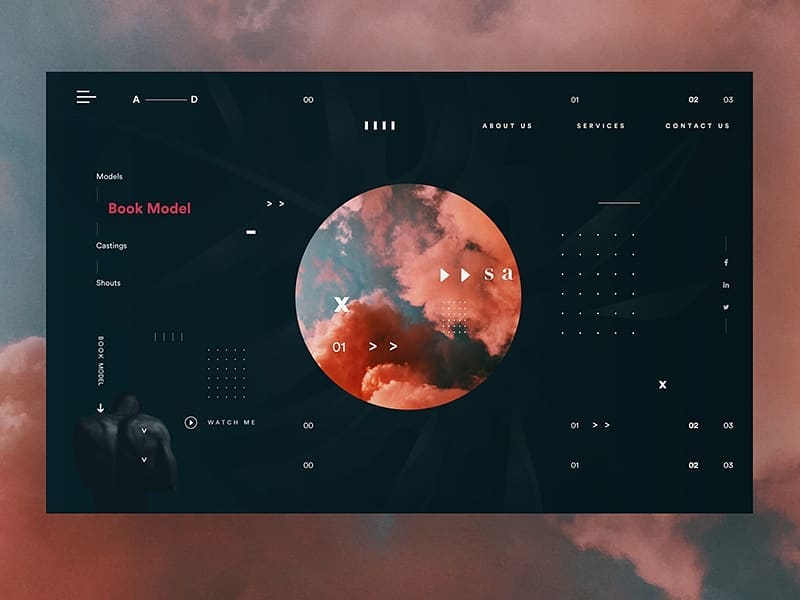 A D
00
01
02
03
ABOUT US
SERVICES
CONTACT US
Models
Book Model
> >
Castings
Shouts
sa
x
01 > >
BOOK MODEL
WATCH ME
x
00
01 > >
02
03
00
01
02
03
f
in